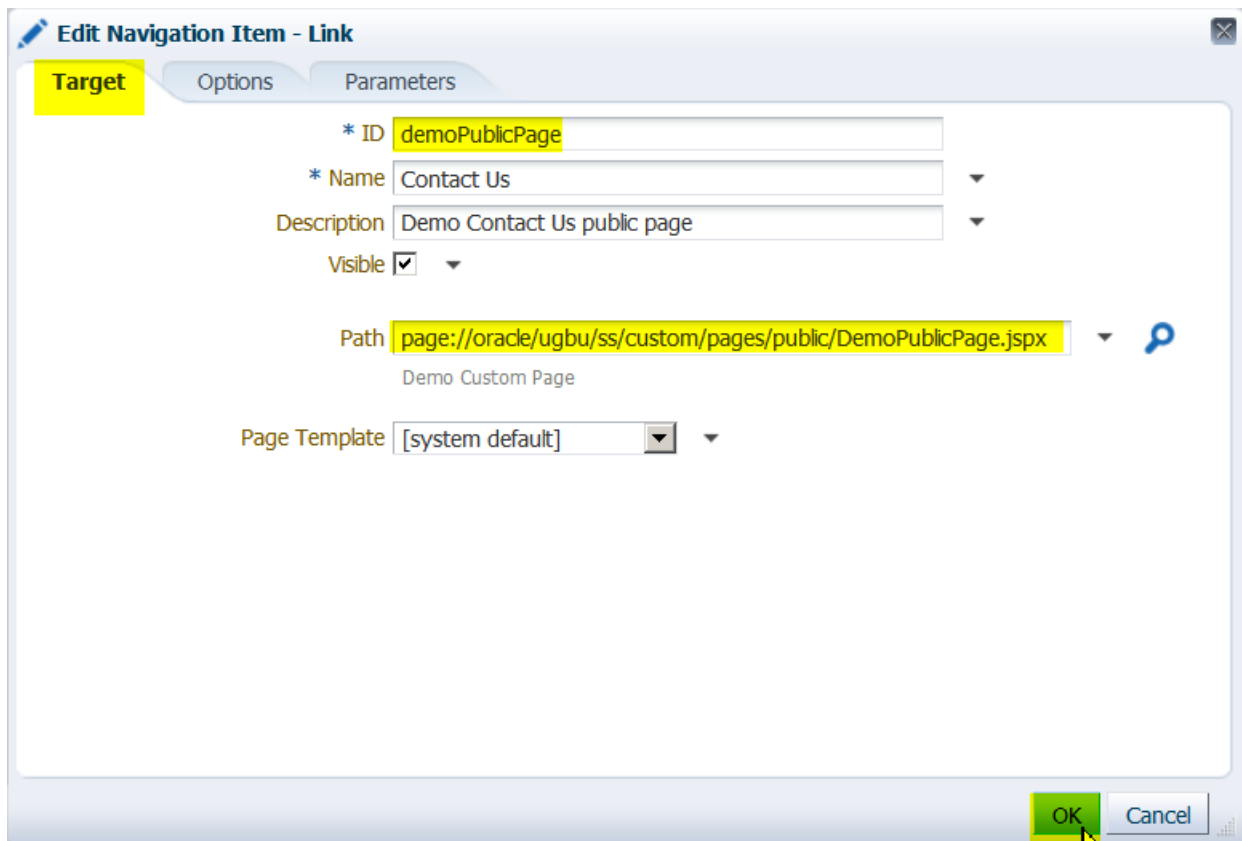 Edit Navigation Item - Link
Target Options Parameters
* ID demoPublicPage
* Name Contact Us
Description Demo Contact Us public page
Visible
Path page://oracle/ugbu/ss/custom/pages/public/DemoPublicPage.jspx
Demo Custom Page
Page Template [system default]
OK Cancel